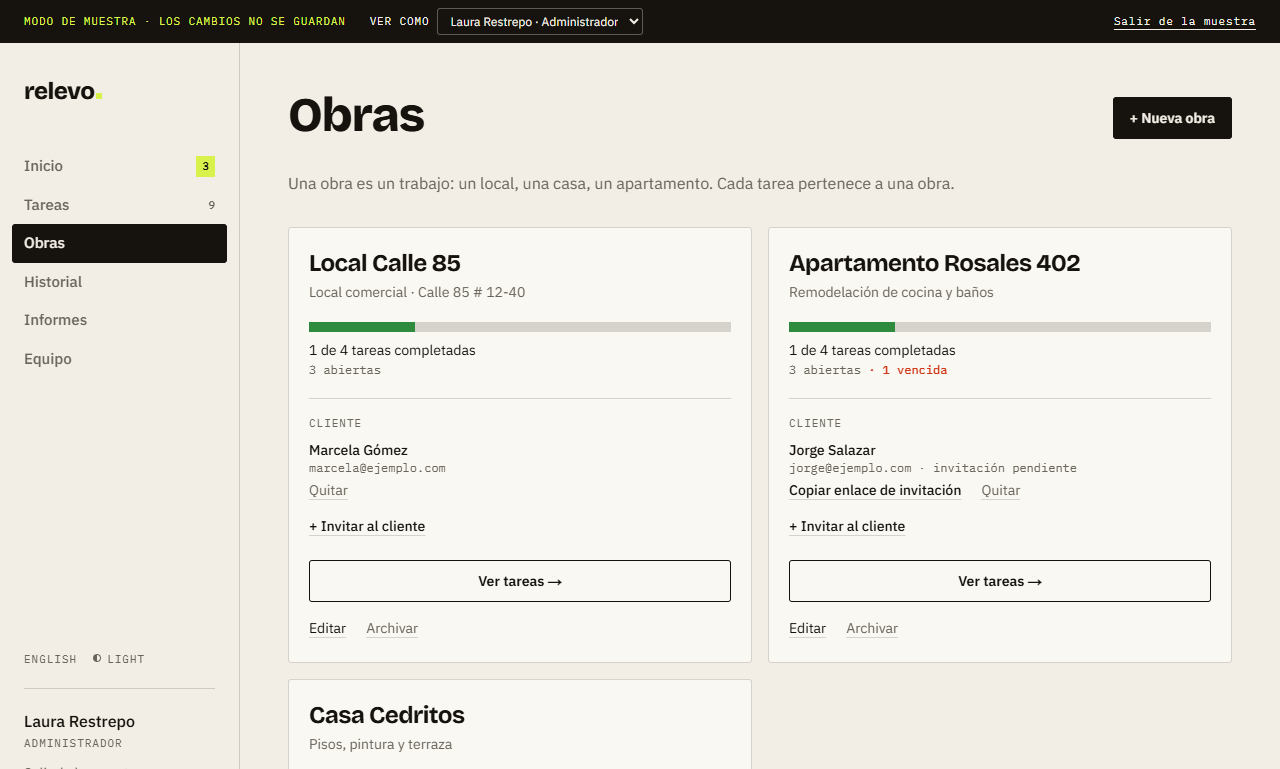 MODO DE MUESTRA · LOS CAMBIOS NO SE GUARDAN VER COMO Laura Restrepo · Administrador Salir de la muestra
relevo.
Inicio 3
Tareas 9
Obras
Historial
Informes
Equipo
ENGLISH LIGHT
Laura Restrepo
ADMINISTRADOR
Obras
+ Nueva obra
Una obra es un trabajo: un local, una casa, un apartamento. Cada tarea pertenece a una obra.
Local Calle 85
Local comercial · Calle 85 # 12-40
1 de 4 tareas completadas
3 abiertas
CLIENTE
Marcela Gómez
marcela@ejemplo.com
Quitar
+ Invitar al cliente
Ver tareas →
Editar Archivar
Apartamento Rosales 402
Remodelación de cocina y baños
1 de 4 tareas completadas
3 abiertas · 1 vencida
CLIENTE
Jorge Salazar
jorge@ejemplo.com · invitación pendiente
Copiar enlace de invitación Quitar
+ Invitar al cliente
Ver tareas →
Editar Archivar
Casa Cedritos
Pisos, pintura y terraza